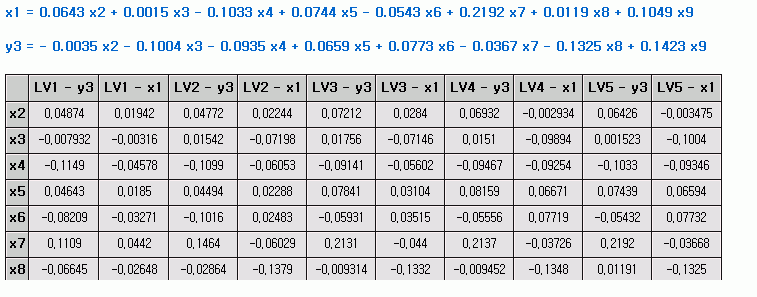 x1 = 0.0643 x2 + 0.0015 x3 - 0.1033 x4 + 0.0744 x5 - 0.0543 x6 + 0.2192 x7 + 0.0119 x8 + 0.1049 x9
y3 = - 0.0035 x2 - 0.1004 x3 - 0.0935 x4 + 0.0659 x5 + 0.0773 x6 - 0.0367 x7 - 0.1325 x8 + 0.1423 x9
LV1 - y3 LV1 - x1 LV2 - y3 LV2 - x1 LV3 - y3 LV3 - x1 LV4 - y3 LV4 - x1 LV5 - y3 LV5 - x1
x2 0.04874 0.01942 0.04772 0.02244 0.07212 0.0284 0.06932 -0.002934 0.06426 -0.003475
x3 -0.007932 -0.00316 0.01542 -0.07198 0.01756 -0.07146 0.0151 -0.09894 0.001523 -0.1004
x4 -0.1149 -0.04578 -0.1099 -0.06053 -0.09141 -0.05602 -0.09467 -0.09254 -0.1033 -0.09346
x5 0.04643 0.0185 0.04494 0.02288 0.07841 0.03104 0.08159 0.06671 0.07439 0.06594
x6 -0.08209 -0.03271 -0.1016 0.02483 -0.05931 0.03515 -0.05556 0.07719 -0.05432 0.07732
x7 0.1109 0.0442 0.1464 -0.06029 0.2131 -0.044 0.2137 -0.03726 0.2192 -0.03668
x8 -0.06645 -0.02648 -0.02864 -0.1379 -0.009314 -0.1332 -0.009452 -0.1348 0.01191 -0.1325